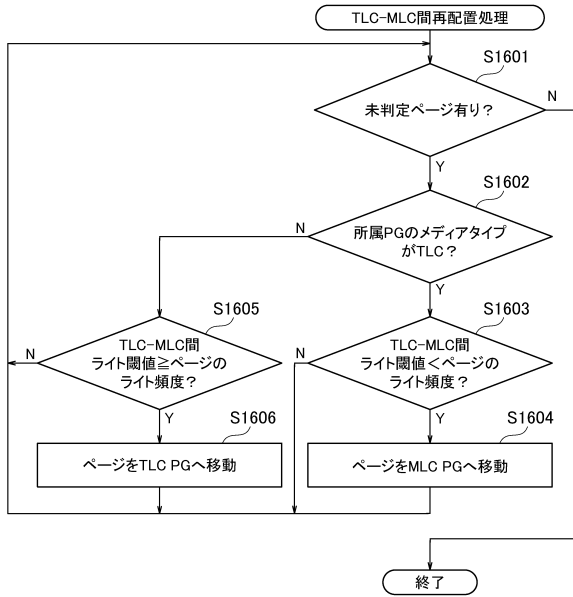 TLC-MLC間再配置処理
S1601
未判定ページ有り?
N
Y
S1602
所属PGのメディアタイプ
がTLC?
N
Y
S1605
TLC-MLC間
ライト閾値≧ページの
ライト頻度?
N
Y
S1603
TLC-MLC間
ライト閾値<ページの
ライト頻度?
N
Y
S1606
ページをTLC PGへ移動
S1604
ページをMLC PGへ移動
終了